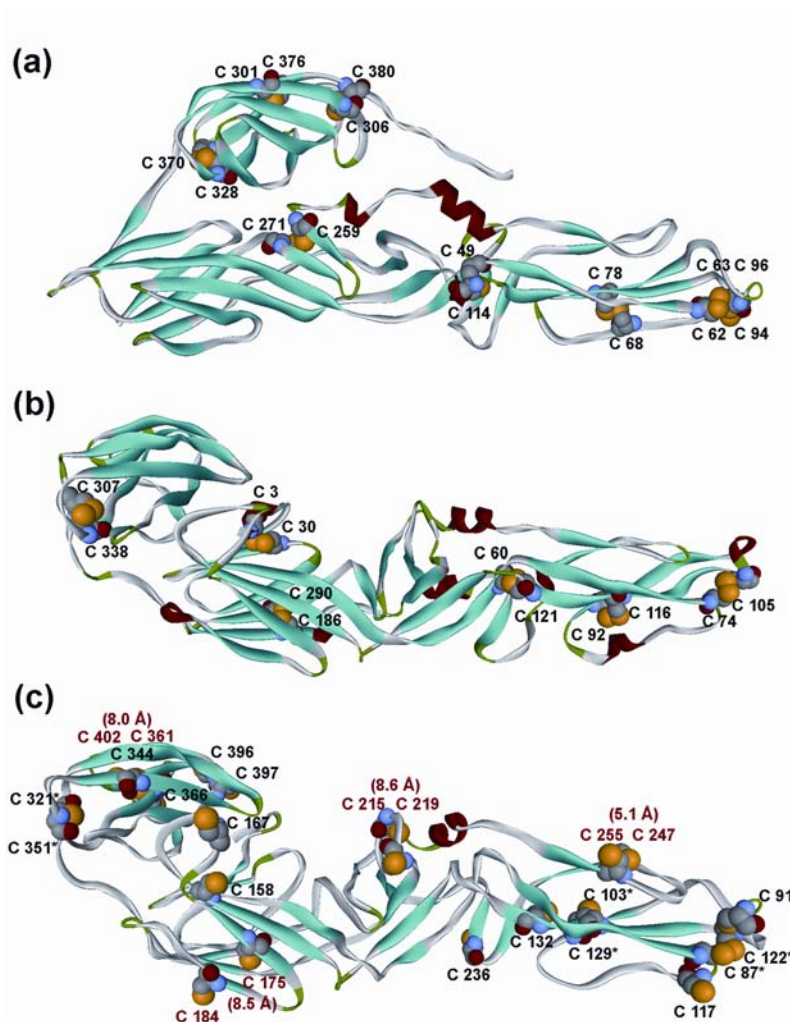 (a)
C 376
C 301
C 380
C 306
C 370
C 328
C 271 C 259
C 49
C 114
C 78
C 63 C 96
C 68
C 62 C 94
(b)
C 307
C 3
C 338
C 30
C 60
C 290
C 186
C 121
C 92
C 116
C 74
C 105
(c)
(8.0 Å)
C 402 C 361
C 344
C 396
C 397
C 321*
C 366
C 167
C 351*
(8.6 Å)
C 215 C 219
(5.1 Å)
C 255 C 247
C 158
C 103*
C 91
C 132
C 129*
C 122*
C 87*
C 236
C 175
C 184
(8.5 Å)
C 117